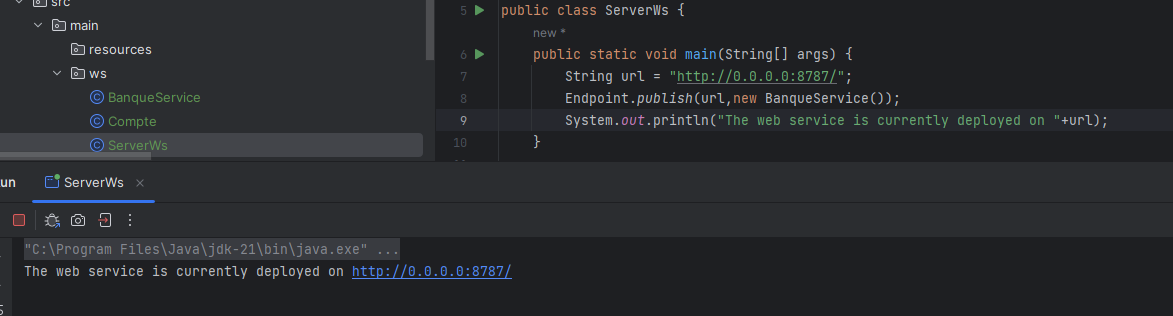 src
main
resources
ws
BanqueService
Compte
ServerWs
5 public class ServerWs {
new *
6 public static void main(String[] args) {
7 String url = "http://0.0.0.0:8787/";
8 Endpoint.publish(url,new BanqueService());
9 System.out.println("The web service is currently deployed on "+url);
10 }
un ServerWs ×
"C:\Program Files\Java\jdk-21\bin\java.exe" ...
The web service is currently deployed on http://0.0.0.0:8787/